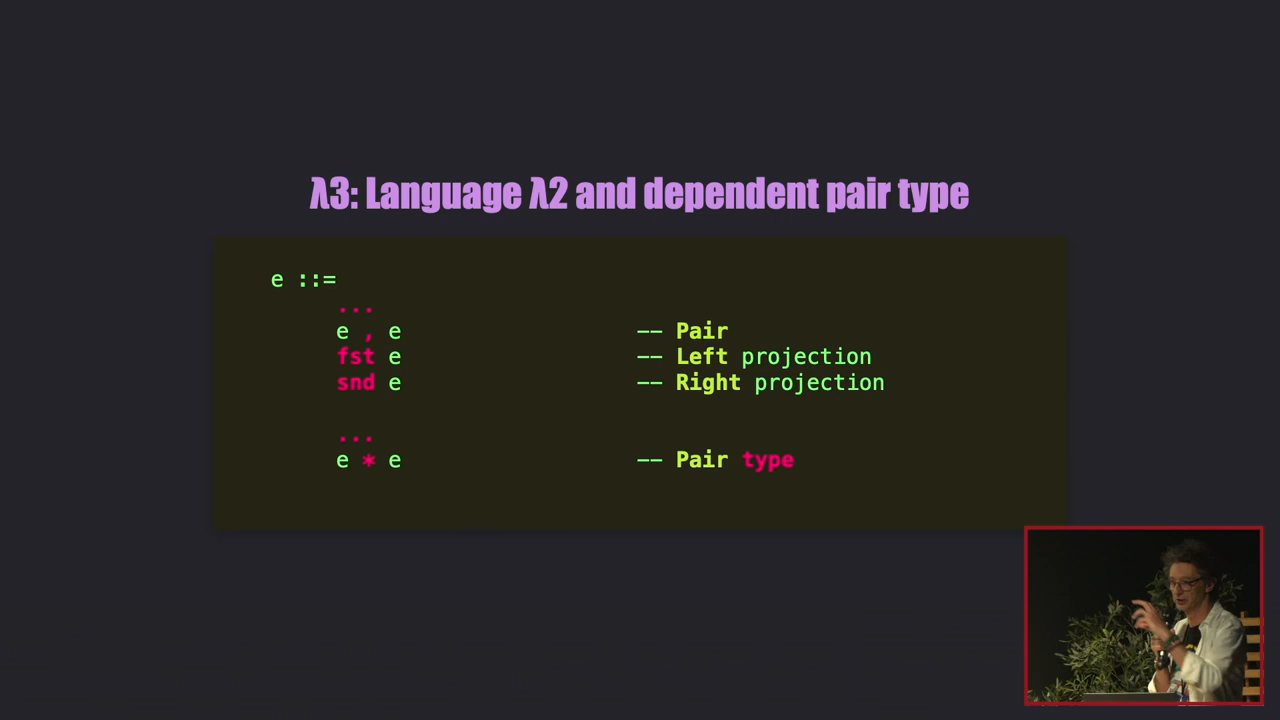 λ3: Language λ2 and dependent pair type
e ::=
...
e , e -- Pair
fst e -- Left projection
snd e -- Right projection
...
e * e -- Pair type